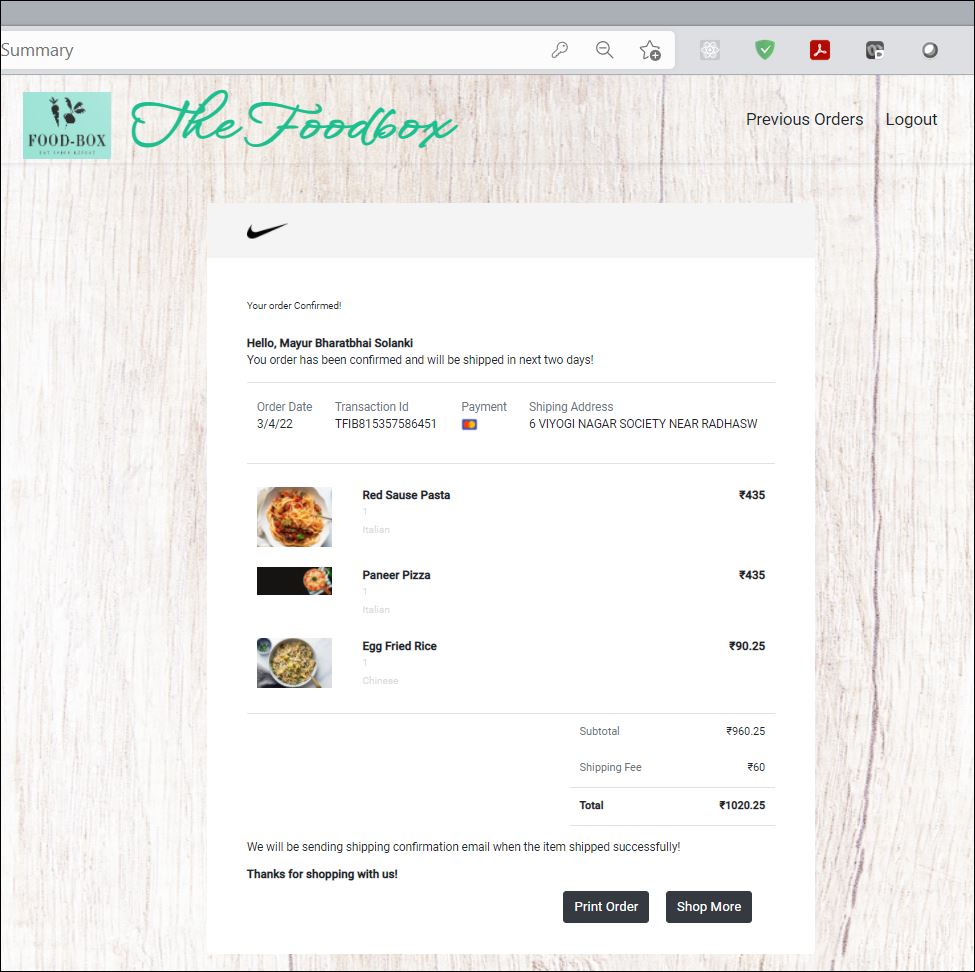 Summary
FOOD-BOX
The Foodbox
Previous Orders
Logout
Your order Confirmed!
Hello, Mayur Bharatbhai Solanki
You order has been confirmed and will be shipped in next two days!
Order Date Transaction Id Payment Shiping Address
3/4/22 TFIB815357586451 6 VIYOGI NAGAR SOCIETY NEAR RADHASW
Red Sause Pasta ₹435
1
Italian
Paneer Pizza ₹435
1
Italian
Egg Fried Rice ₹90.25
1
Chinese
Subtotal ₹960.25
Shipping Fee ₹60
Total ₹1020.25
We will be sending shipping confirmation email when the item shipped successfully!
Thanks for shopping with us!
Print Order Shop More